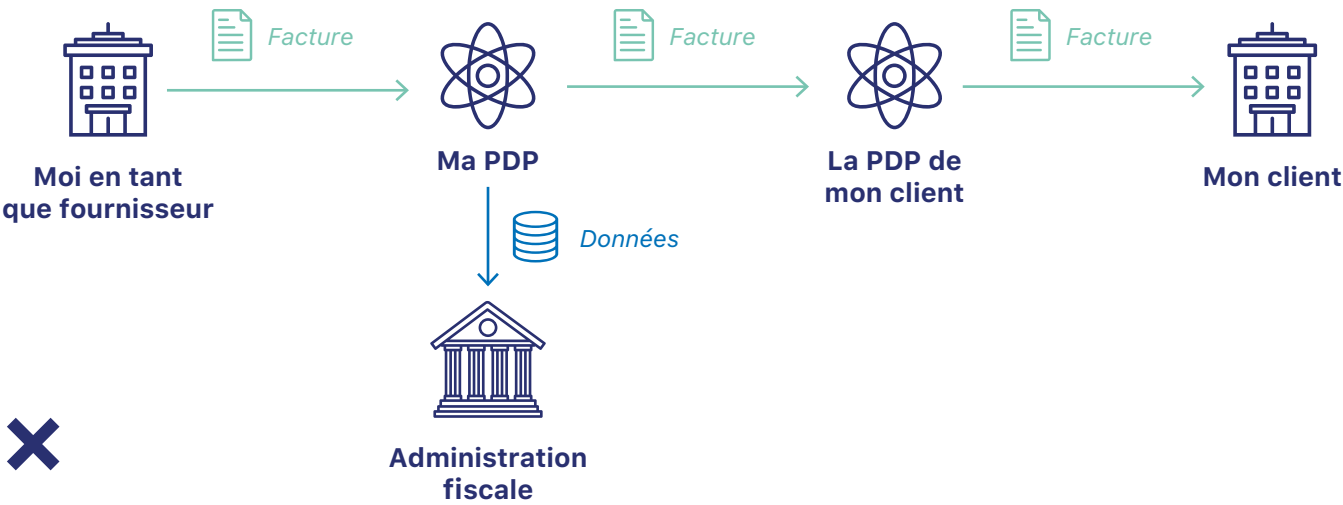 Facture
Facture
Facture
Moi en tant
que fournisseur
Ma PDP
La PDP de
mon client
Mon client
Données
Administration
fiscale